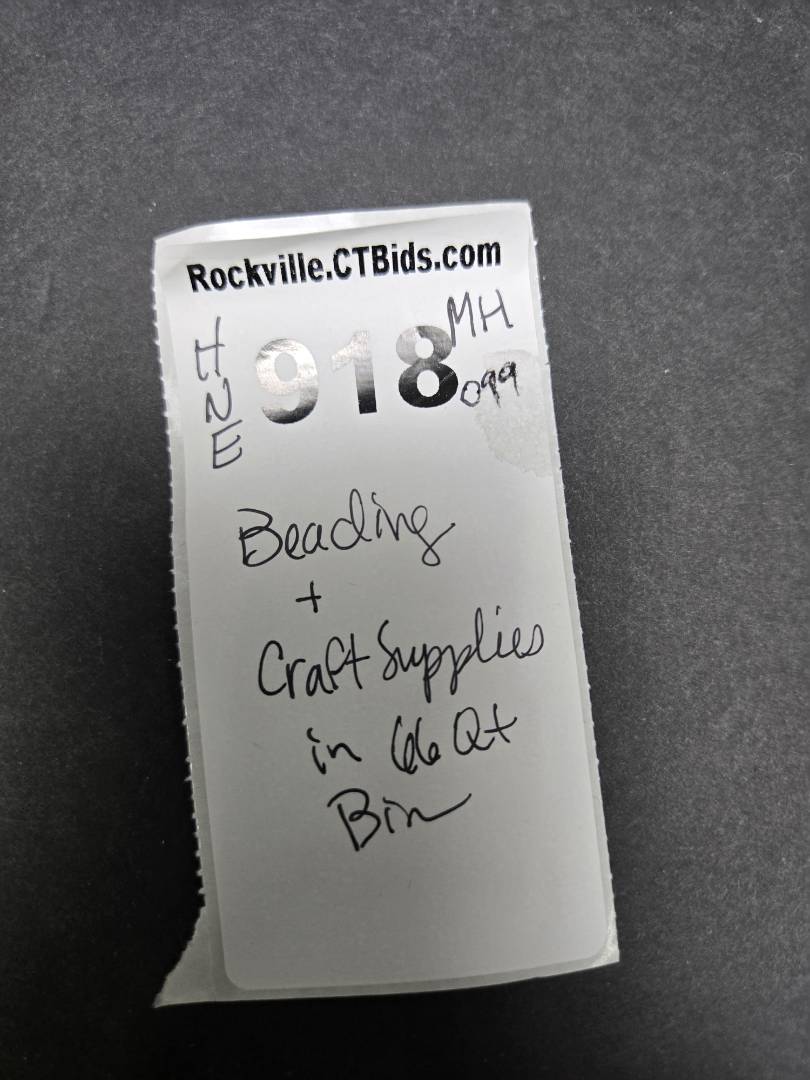 Rockville.CTBids.com
HNE
918
MH
099
Beading
+
Craft Supplies
in 66 Qt
Bin